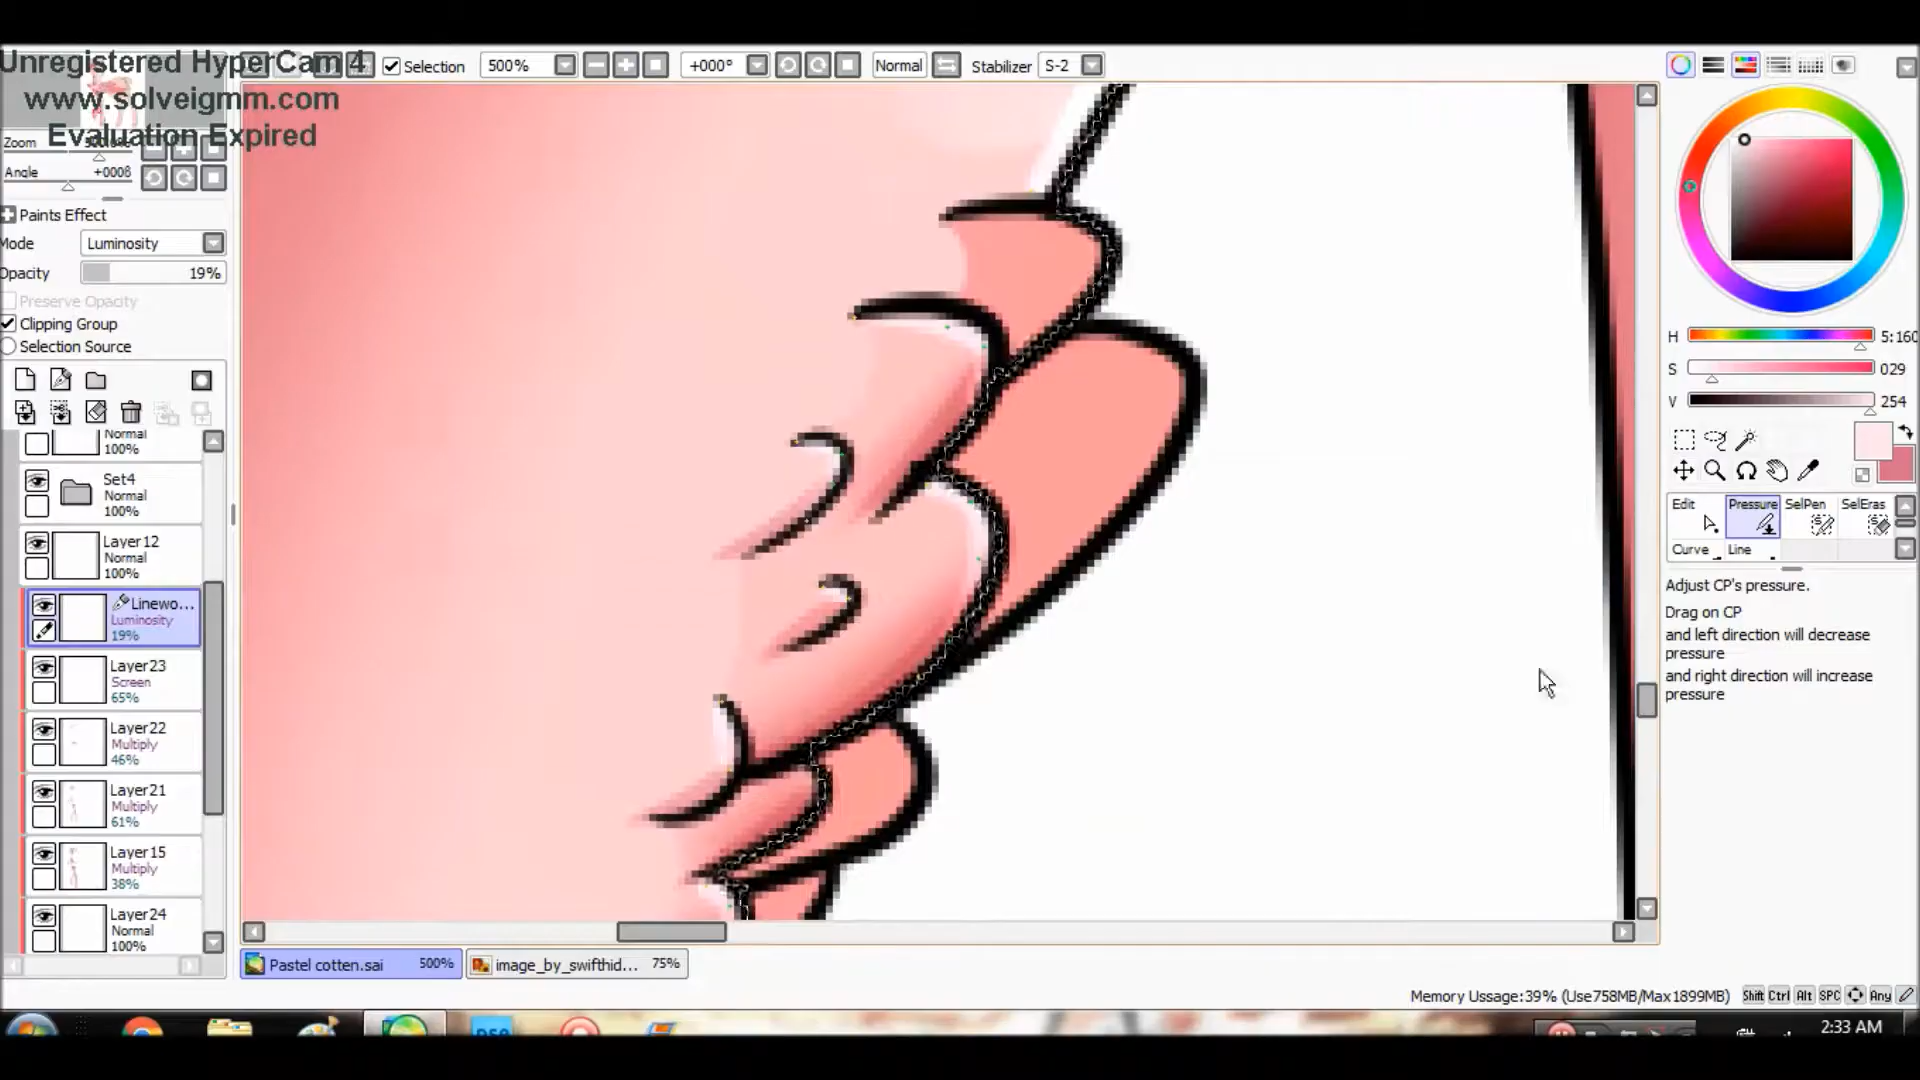 Unregistered HyperCam 4
www.solveigmm.com
Evaluation Expired
Selection 500% +000° Normal Stabilizer S-2
Zoom
Angle +000θ
Paints Effect
Mode Luminosity
Opacity 19%
Preserve Opacity
Clipping Group
Selection Source
Normal
100%
Set4
Normal
100%
Layer12
Normal
100%
Linewo...
Luminosity
19%
Layer23
Screen
65%
Layer22
Multiply
46%
Layer21
Multiply
61%
Layer15
Multiply
38%
Layer24
Normal
100%
H 5:160
S 029
V 254
Edit Pressure SelPen SelEras
Curve Line
Adjust CP's pressure.
Drag on CP
and left direction will decrease
pressure
and right direction will increase
pressure
Pastel cotten.sai 500% image_by_swifthid... 75%
Memory Ussage:39% (Use758MB/Max1899MB) Shift Ctrl Alt SPC Any
2:33 AM